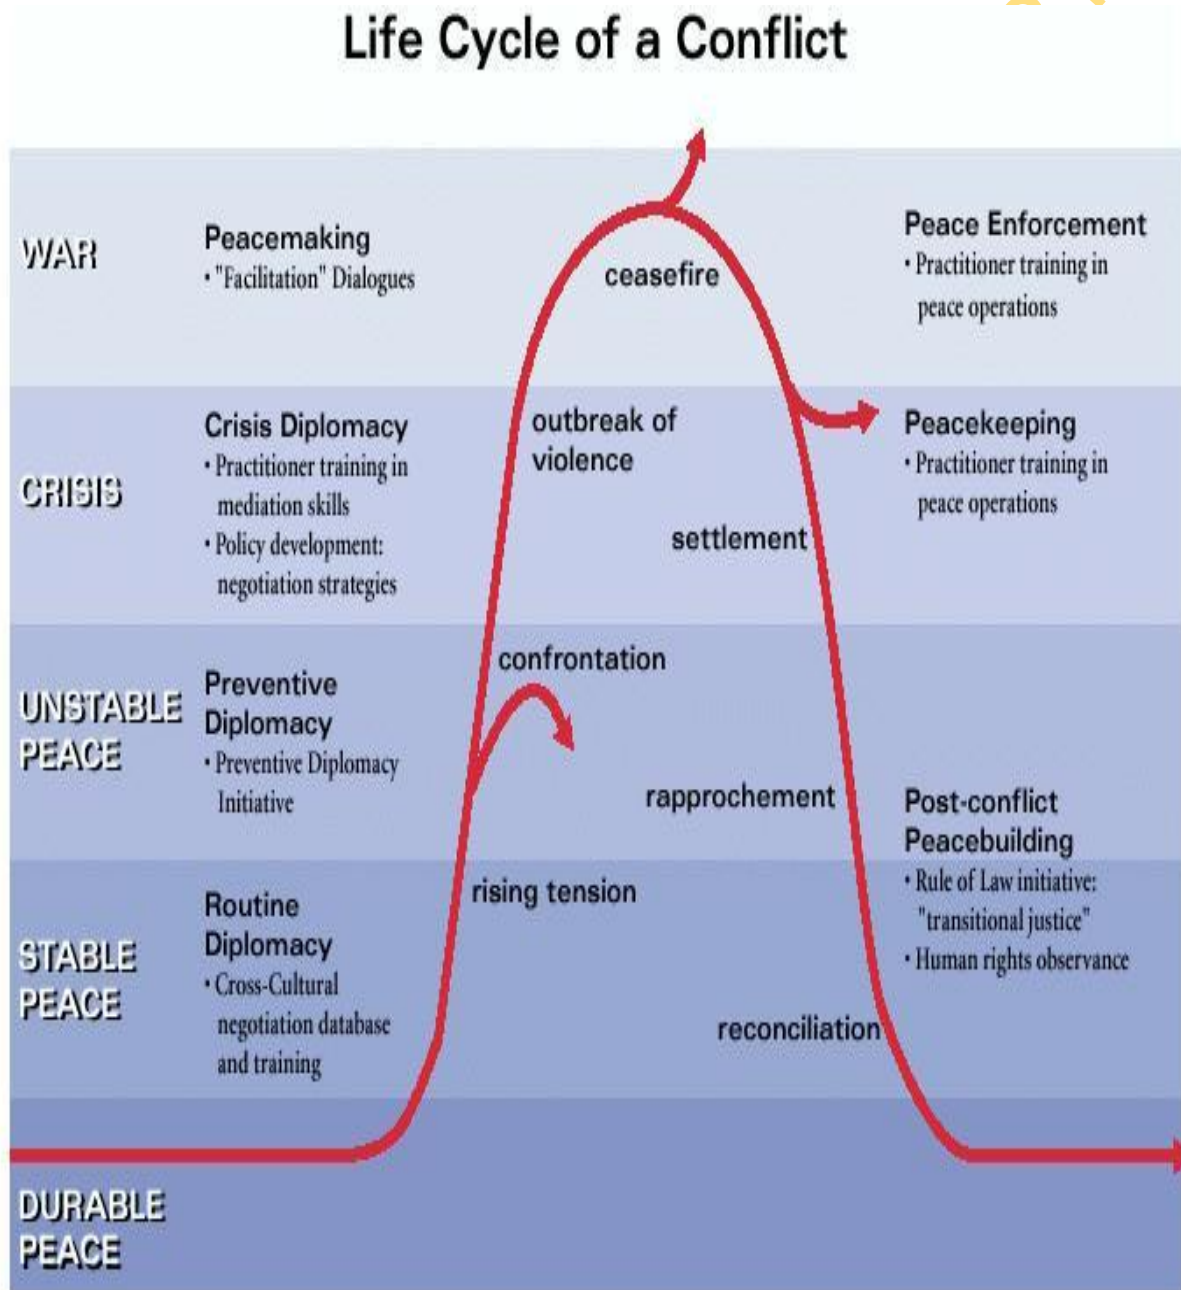 Life Cycle of a Conflict
WAR
Peacemaking
• "Facilitation" Dialogues
ceasefire
Peace Enforcement
• Practitioner training in
peace operations
CRISIS
Crisis Diplomacy
• Practitioner training in
mediation skills
• Policy development:
negotiation strategies
outbreak of
violence
settlement
Peacekeeping
• Practitioner training in
peace operations
UNSTABLE
PEACE
Preventive
Diplomacy
• Preventive Diplomacy
Initiative
confrontation
rapprochement
Post-conflict
Peacebuilding
• Rule of Law initiative:
"transitional justice"
• Human rights observance
STABLE
PEACE
Routine
Diplomacy
• Cross-Cultural
negotiation database
and training
rising tension
reconciliation
DURABLE
PEACE